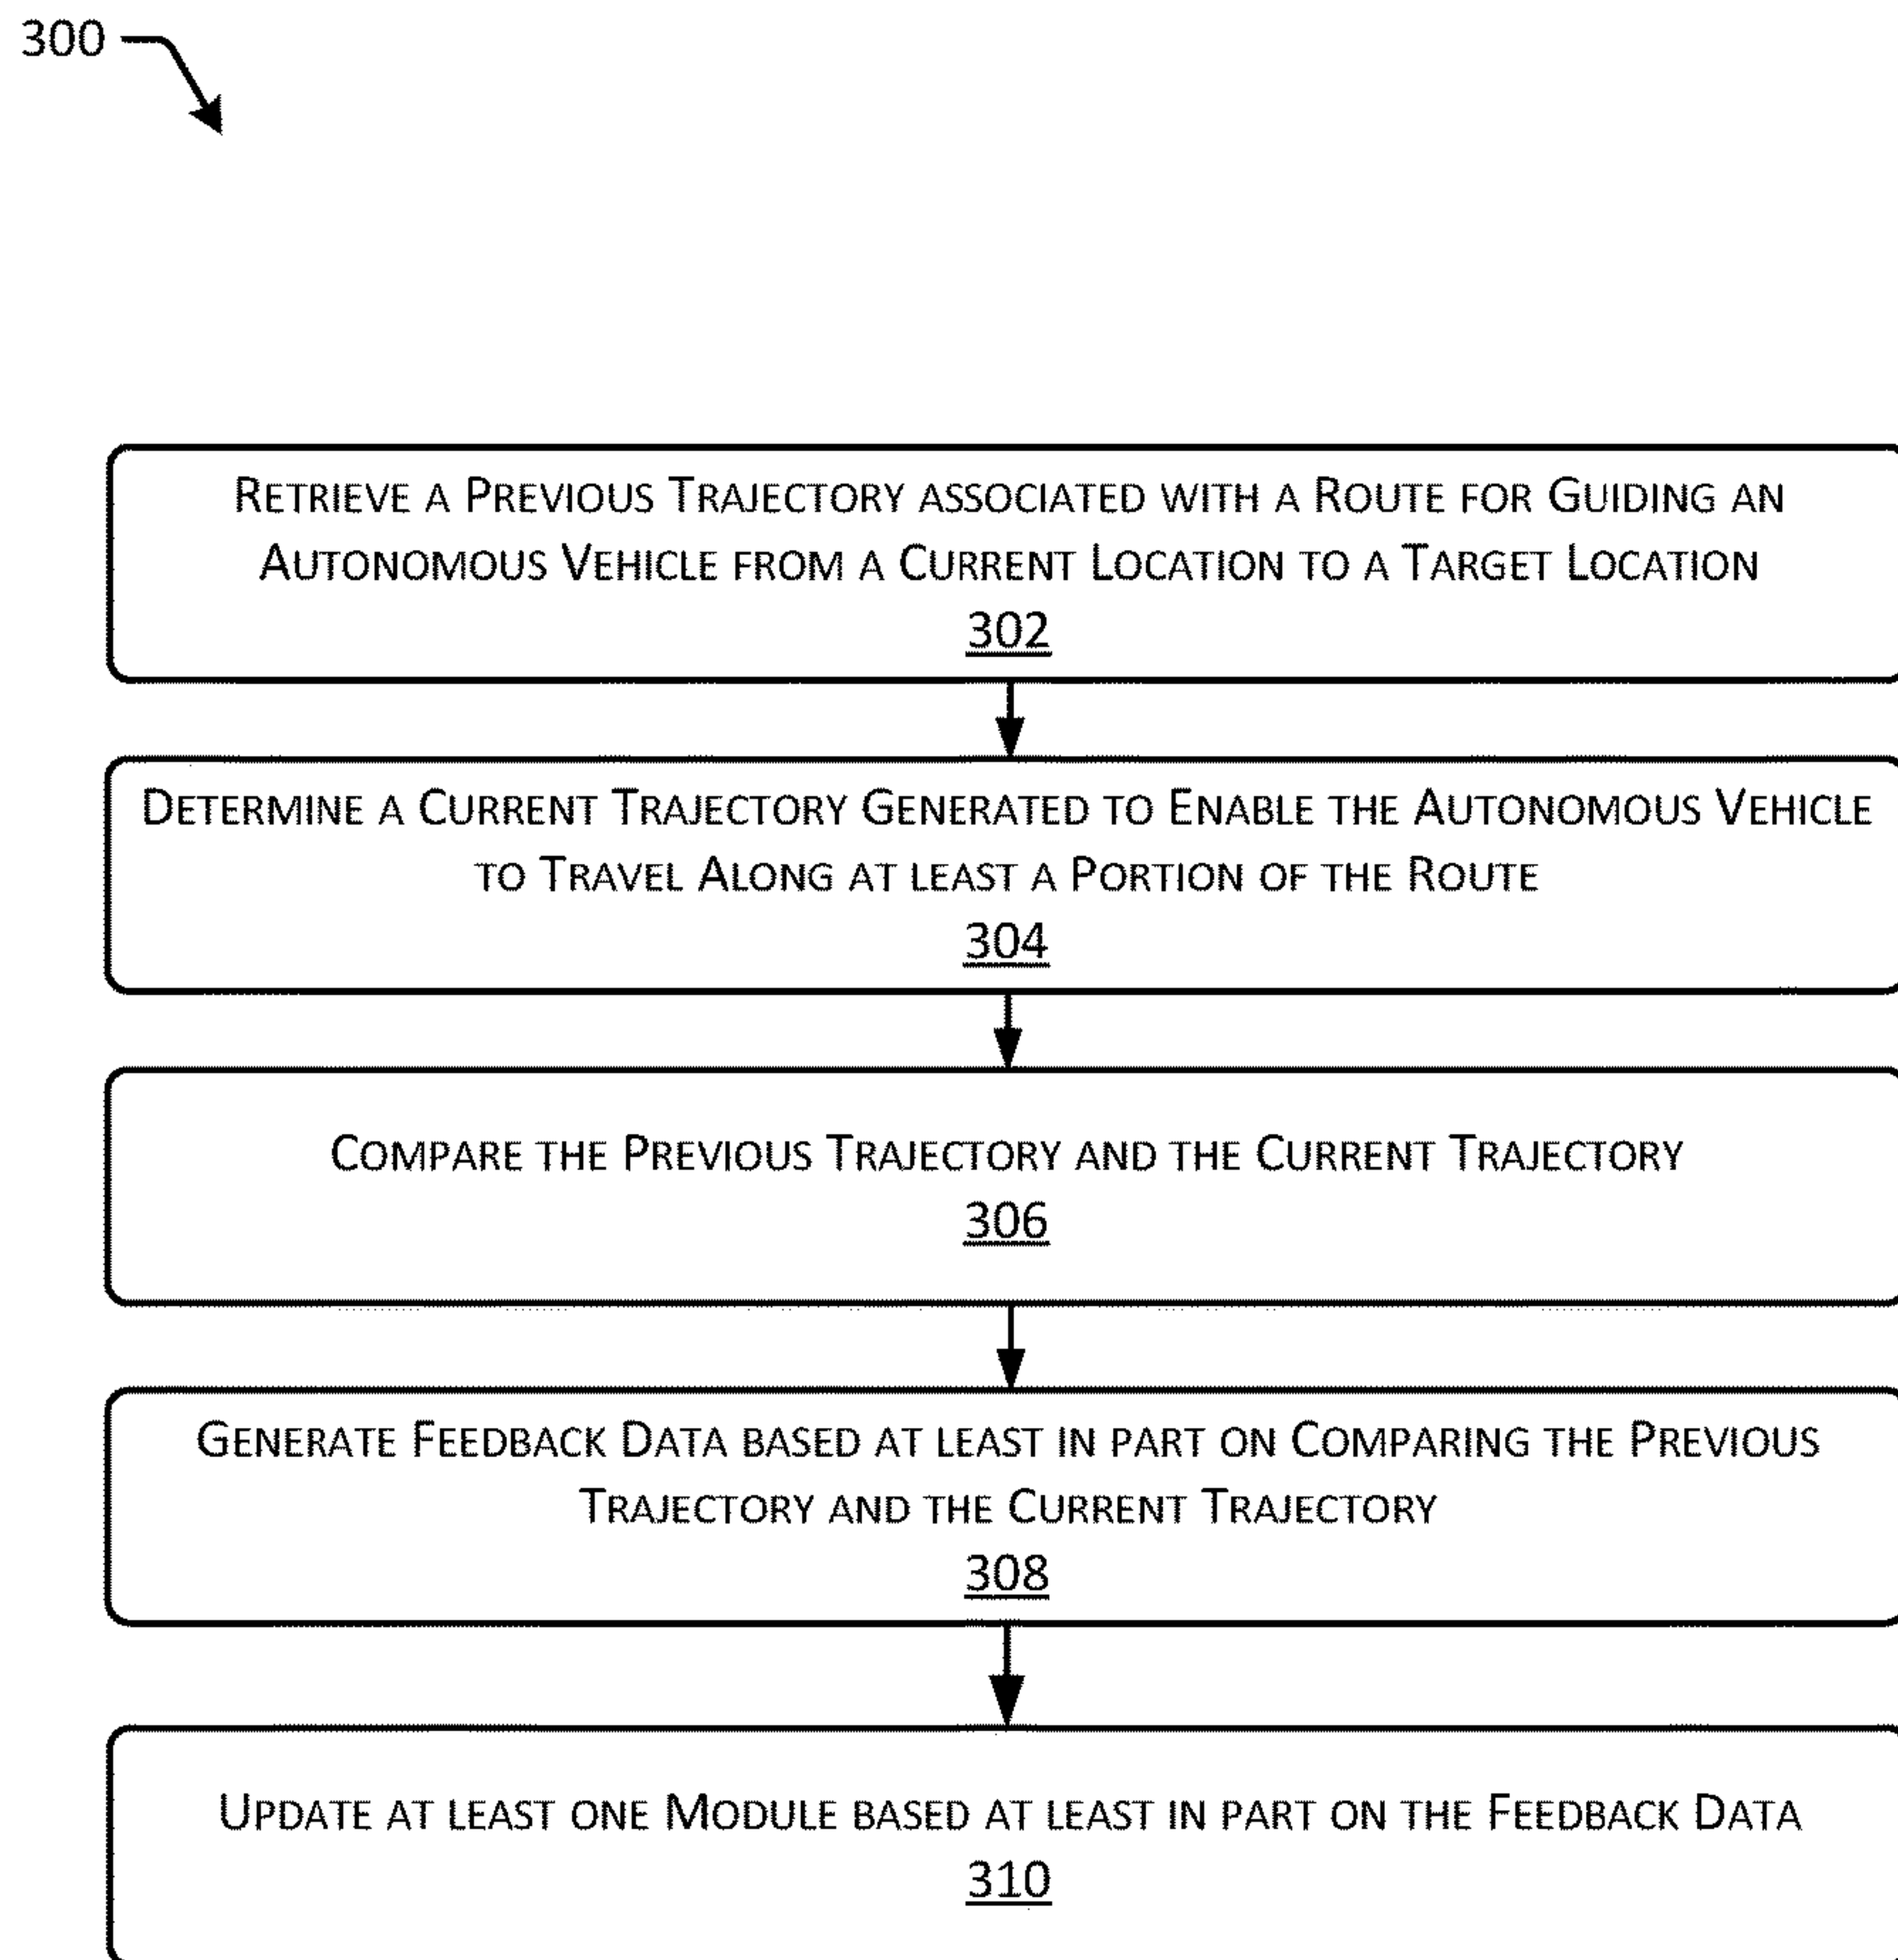 300
RETRIEVE A PREVIOUS TRAJECTORY ASSOCIATED WITH A ROUTE FOR GUIDING AN
AUTONOMOUS VEHICLE FROM A CURRENT LOCATION TO A TARGET LOCATION
302
DETERMINE A CURRENT TRAJECTORY GENERATED TO ENABLE THE AUTONOMOUS VEHICLE
TO TRAVEL ALONG AT LEAST A PORTION OF THE ROUTE
304
COMPARE THE PREVIOUS TRAJECTORY AND THE CURRENT TRAJECTORY
306
GENERATE FEEDBACK DATA BASED AT LEAST IN PART ON COMPARING THE PREVIOUS
TRAJECTORY AND THE CURRENT TRAJECTORY
308
UPDATE AT LEAST ONE MODULE BASED AT LEAST IN PART ON THE FEEDBACK DATA
310